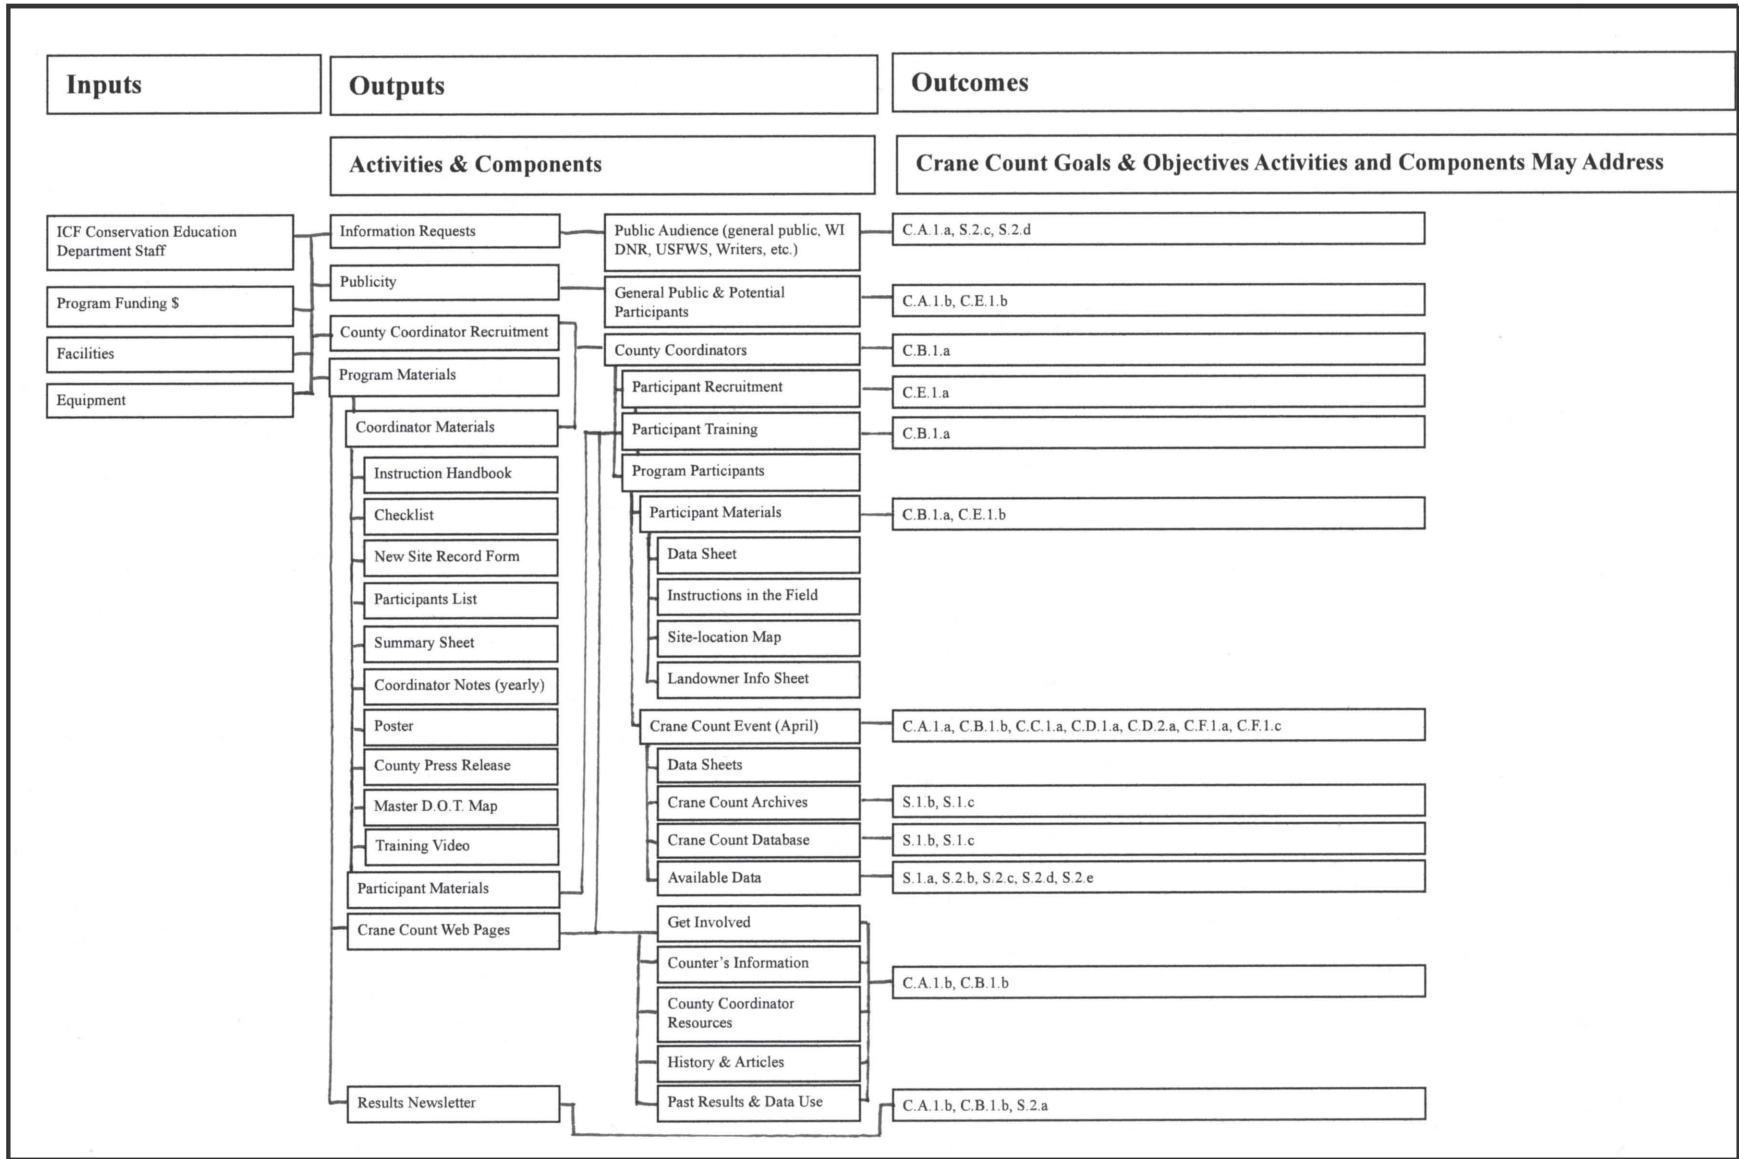 Inputs
Outputs
Outcomes
Activities & Components
Crane Count Goals & Objectives Activities and Components May Address
ICF Conservation Education
Department Staff
Program Funding $
Facilities
Equipment
Information Requests
Publicity
County Coordinator Recruitment
Program Materials
Coordinator Materials
Instruction Handbook
Checklist
New Site Record Form
Participants List
Summary Sheet
Coordinator Notes (yearly)
Poster
County Press Release
Master D.O.T. Map
Training Video
Participant Materials
Crane Count Web Pages
Results Newsletter
Public Audience (general public, WI
DNR, USFWS, Writers, etc.)
General Public & Potential
Participants
County Coordinators
Participant Recruitment
Participant Training
Program Participants
Participant Materials
Data Sheet
Instructions in the Field
Site-location Map
Landowner Info Sheet
Crane Count Event (April)
Data Sheets
Crane Count Archives
Crane Count Database
Available Data
Get Involved
Counter's Information
County Coordinator
Resources
History & Articles
Past Results & Data Use
C.A.1.a, S.2.c, S.2.d
C.A.1.b, C.E.1.b
C.B.1.a
C.E.1.a
C.B.1.a
C.B.1.a, C.E.1.b
C.A.1.a, C.B.1.b, C.C.1.a, C.D.1.a, C.D.2.a, C.F.1.a, C.F.1.c
S.1.b, S.1.c
S.1.b, S.1.c
S.1.a, S.2.b, S.2.c, S.2.d, S.2.e
C.A.1.b, C.B.1.b
C.A.1.b, C.B.1.b, S.2.a